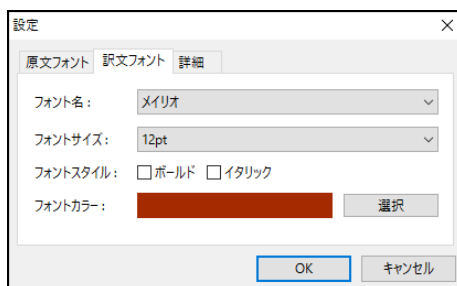 設定
原文フォント 訳文フォント 詳細
フォント名： メイリオ
フォントサイズ： 12pt
フォントスタイル： ボールド イタリック
フォントカラー： 選択
OK キャンセル